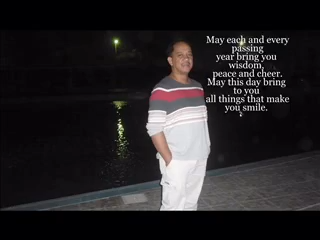 May each and every
passing
year bring you
wisdom,
peace and cheer.
May this day bring
to you
all things that make
you smile.